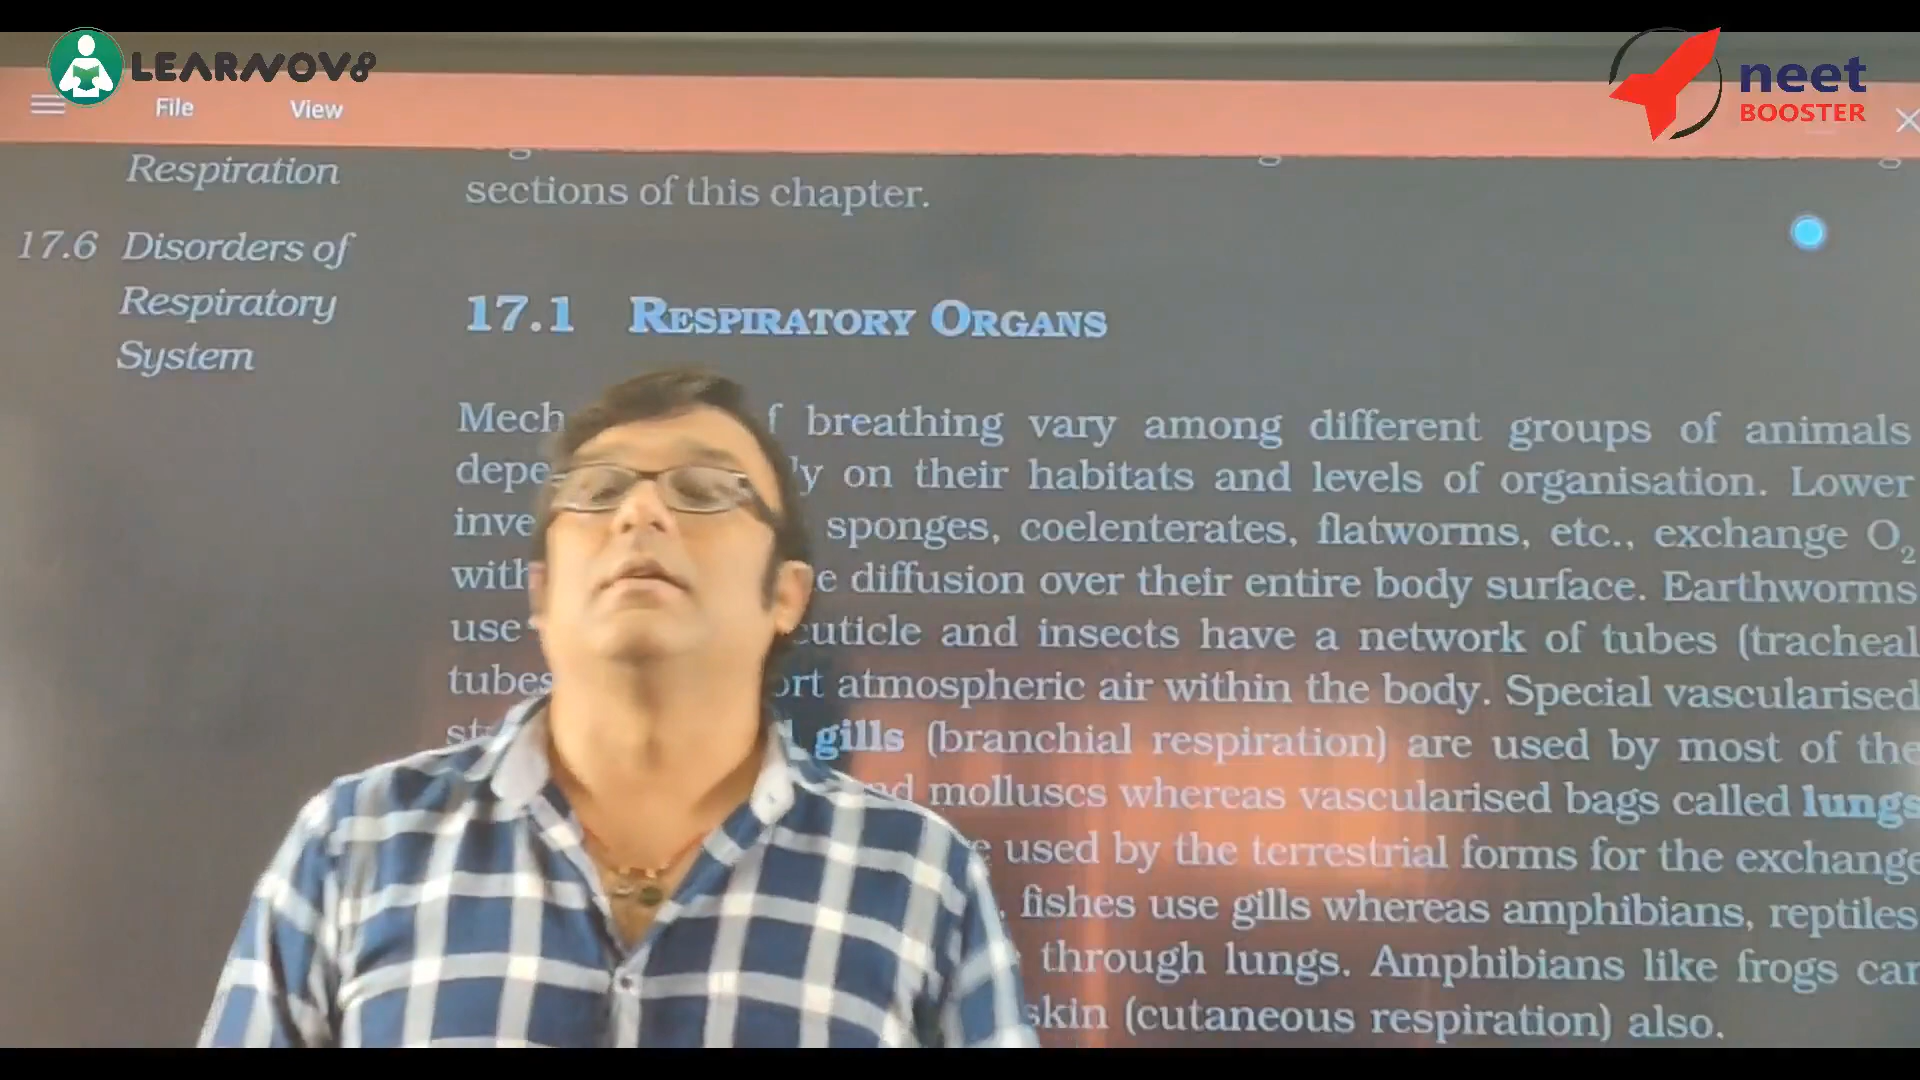 LEARNOV8
neet
BOOSTER
File View
Respiration
17.6 Disorders of
Respiratory
System
sections of this chapter.
17.1 RESPIRATORY ORGANS
breathing vary among different groups of animals
on their habitats and levels of organisation. Lower
sponges, coelenterates, flatworms, etc., exchange O₂
diffusion over their entire body surface. Earthworms
use cuticle and insects have a network of tubes (tracheal
tubes atmospheric air within the body. Special vascularised
gills (branchial respiration) are used by most of the
molluscs whereas vascularised bags called lungs
used by the terrestrial forms for the exchange
fishes use gills whereas amphibians, reptiles
through lungs. Amphibians like frogs can
skin (cutaneous respiration) also.